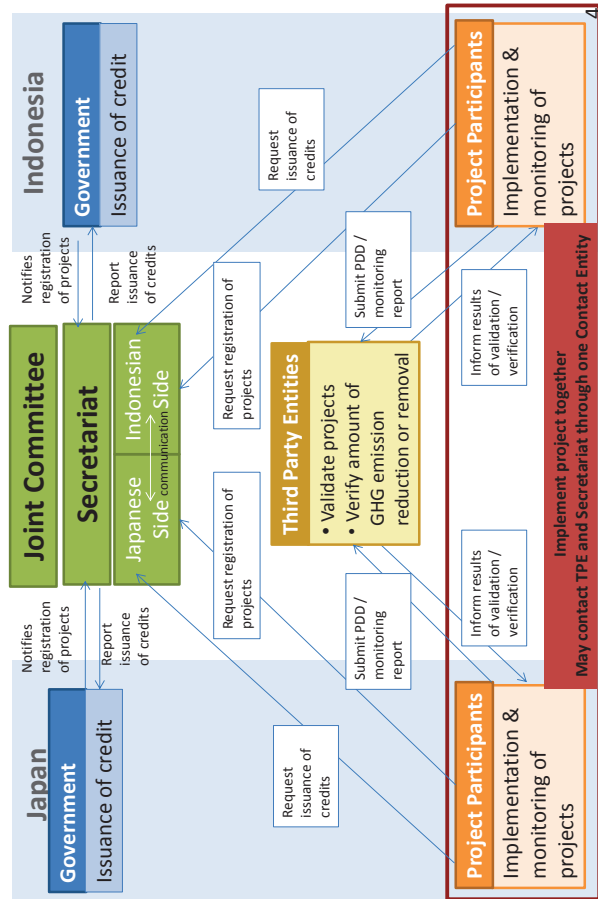 Japan
Indonesia
Government
Issuance of credit
Notifies
registration
of projects
Report
issuance
of credits
Joint Committee
Secretariat
Japanese
Side
communication
Indonesian
Side
Notifies
registration
of projects
Report
issuance
of credits
Government
Issuance of credit
Request
issuance of
credits
Request registration of
projects
Request registration of
projects
Request
issuance of
credits
Third Party Entities
• Validate projects
• Verify amount of
GHG emission
reduction or removal
Submit PDD /
monitoring
report
Submit PDD /
monitoring
report
Inform results
of validation /
verification
Inform results
of validation /
verification
Project Participants
Implementation &
monitoring of
projects
Project Participants
Implementation &
monitoring of
projects
Implement project together
May contact TPE and Secretariat through one Contact Entity
4